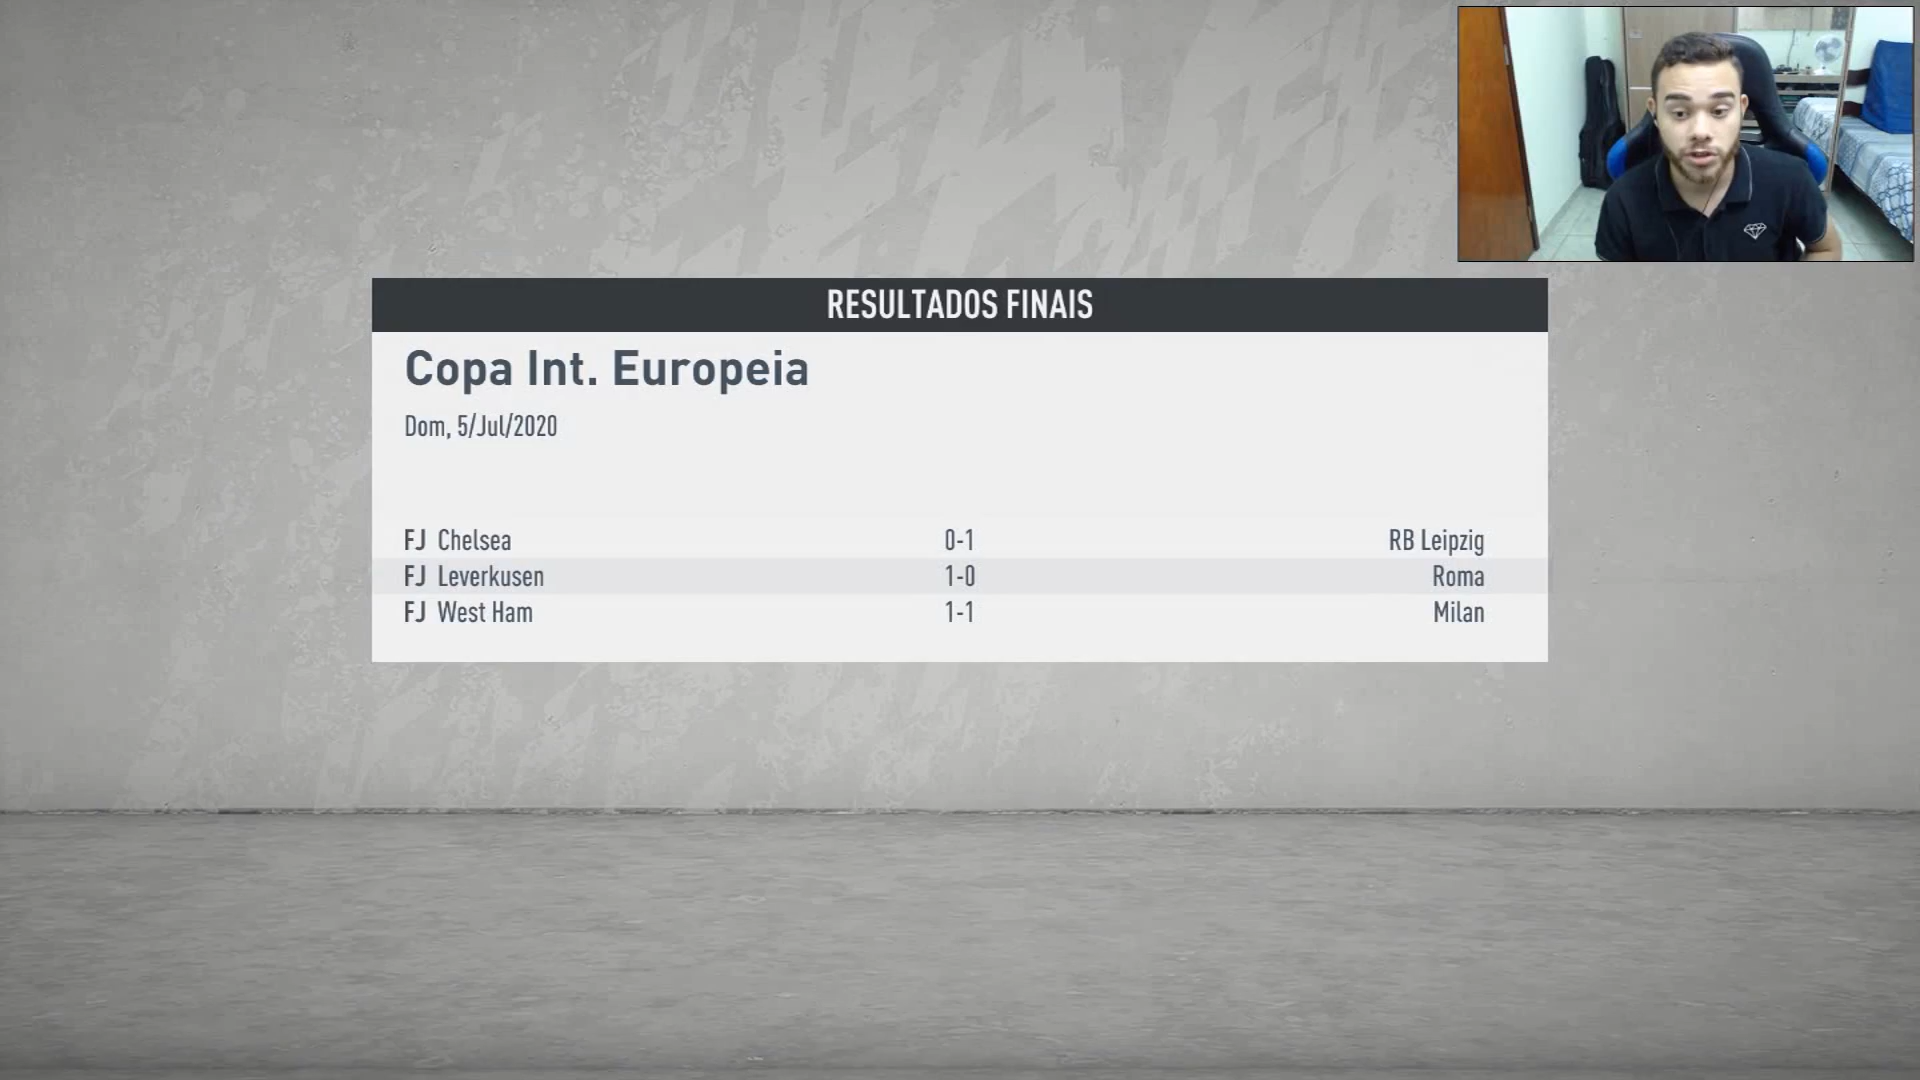 RESULTADOS FINAIS
Copa Int. Europeia
Dom, 5/Jul/2020
FJ Chelsea 0-1 RB Leipzig
FJ Leverkusen 1-0 Roma
FJ West Ham 1-1 Milan